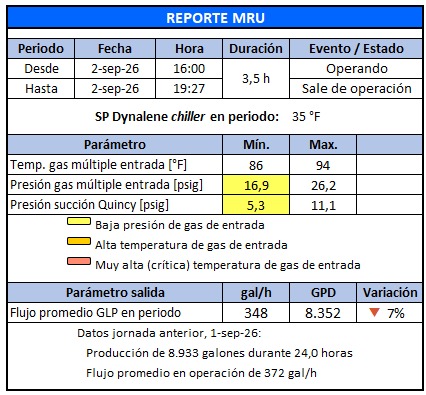 REPORTE MRU
Periodo Fecha Hora Duración Evento / Estado
Desde 2-sep-26 16:00 3,5 h Operando
Hasta 2-sep-26 19:27 Sale de operación
SP Dynalene chiller en periodo: 35 °F
Parámetro Mín. Max.
Temp. gas múltiple entrada [°F] 86 94
Presión gas múltiple entrada [psig] 16,9 26,2
Presión succión Quincy [psig] 5,3 11,1
Baja presión de gas de entrada
Alta temperatura de gas de entrada
Muy alta (crítica) temperatura de gas de entrada
Parámetro salida gal/h GPD Variación
Flujo promedio GLP en periodo 348 8.352 ▼ 7%
Datos jornada anterior, 1-sep-26:
Producción de 8.933 galones durante 24,0 horas
Flujo promedio en operación de 372 gal/h